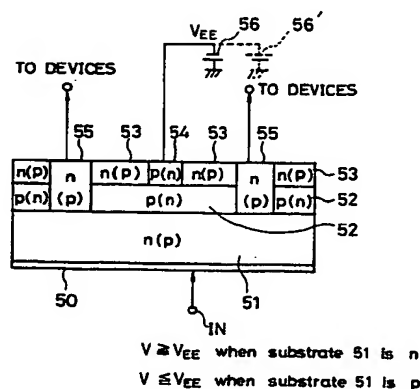 56 56'
VEE
TO DEVICES
TO DEVICES
55 53 54 53 55
n(p) n (p) n(p) p(n) n(p) n (p) n(p) 53
p(n) p(n) p(n) 52
52
n(p)
50 51
IN
V ≧ VEE when substrate 51 is n
V ≦ VEE when substrate 51 is p